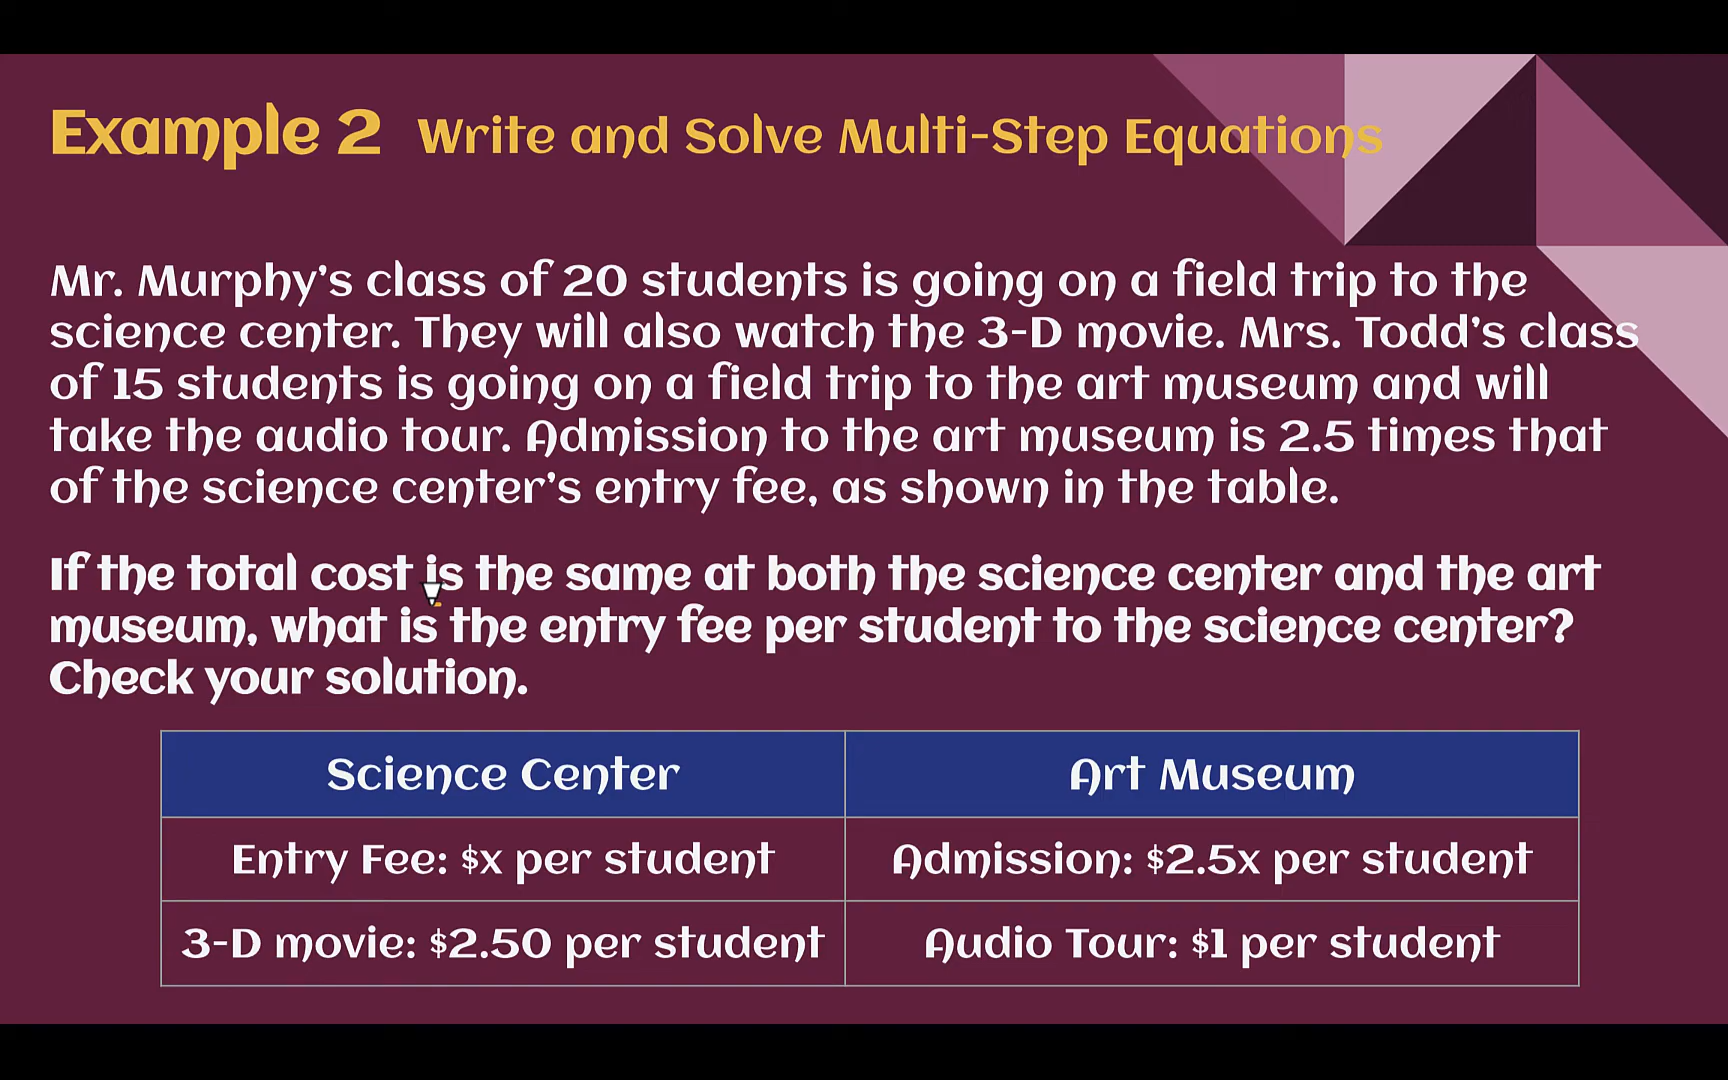 Example 2 Write and Solve Multi-Step Equations
Mr. Murphy's class of 20 students is going on a field trip to the
science center. They will also watch the 3-D movie. Mrs. Todd's class
of 15 students is going on a field trip to the art museum and will
take the audio tour. Admission to the art museum is 2.5 times that
of the science center's entry fee, as shown in the table.
If the total cost is the same at both the science center and the art
museum, what is the entry fee per student to the science center?
Check your solution.
Science Center Art Museum
Entry Fee: $x per student Admission: $2.5x per student
3-D movie: $2.50 per student Audio Tour: $1 per student